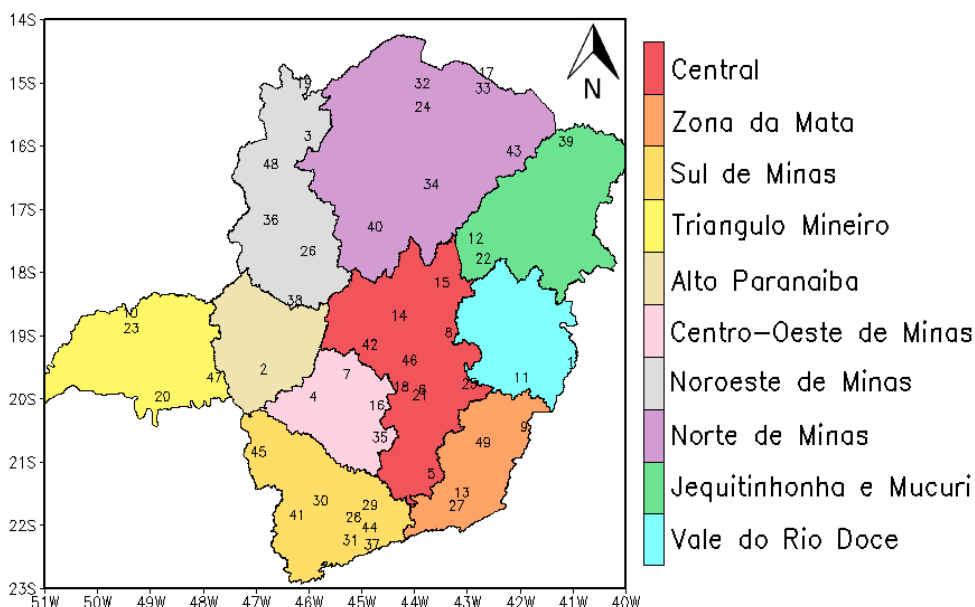 14S
15S
16S
17S
18S
19S
20S
21S
22S
23S
51W 50W 49W 48W 47W 46W 45W 44W 43W 42W 41W 40W
N
19
32
17
33
24
3
43
39
48
34
36
40
12
26
22
15
38
10
14
23
8
42
46
1
2
7
47
11
18
6
25
4
20
21
16
9
35
49
45
5
13
30
29
27
41
28
44
31
37
Central
Zona da Mata
Sul de Minas
Triangulo Mineiro
Alto Paranaiba
Centro-Oeste de Minas
Noroeste de Minas
Norte de Minas
Jequitinhonha e Mucuri
Vale do Rio Doce